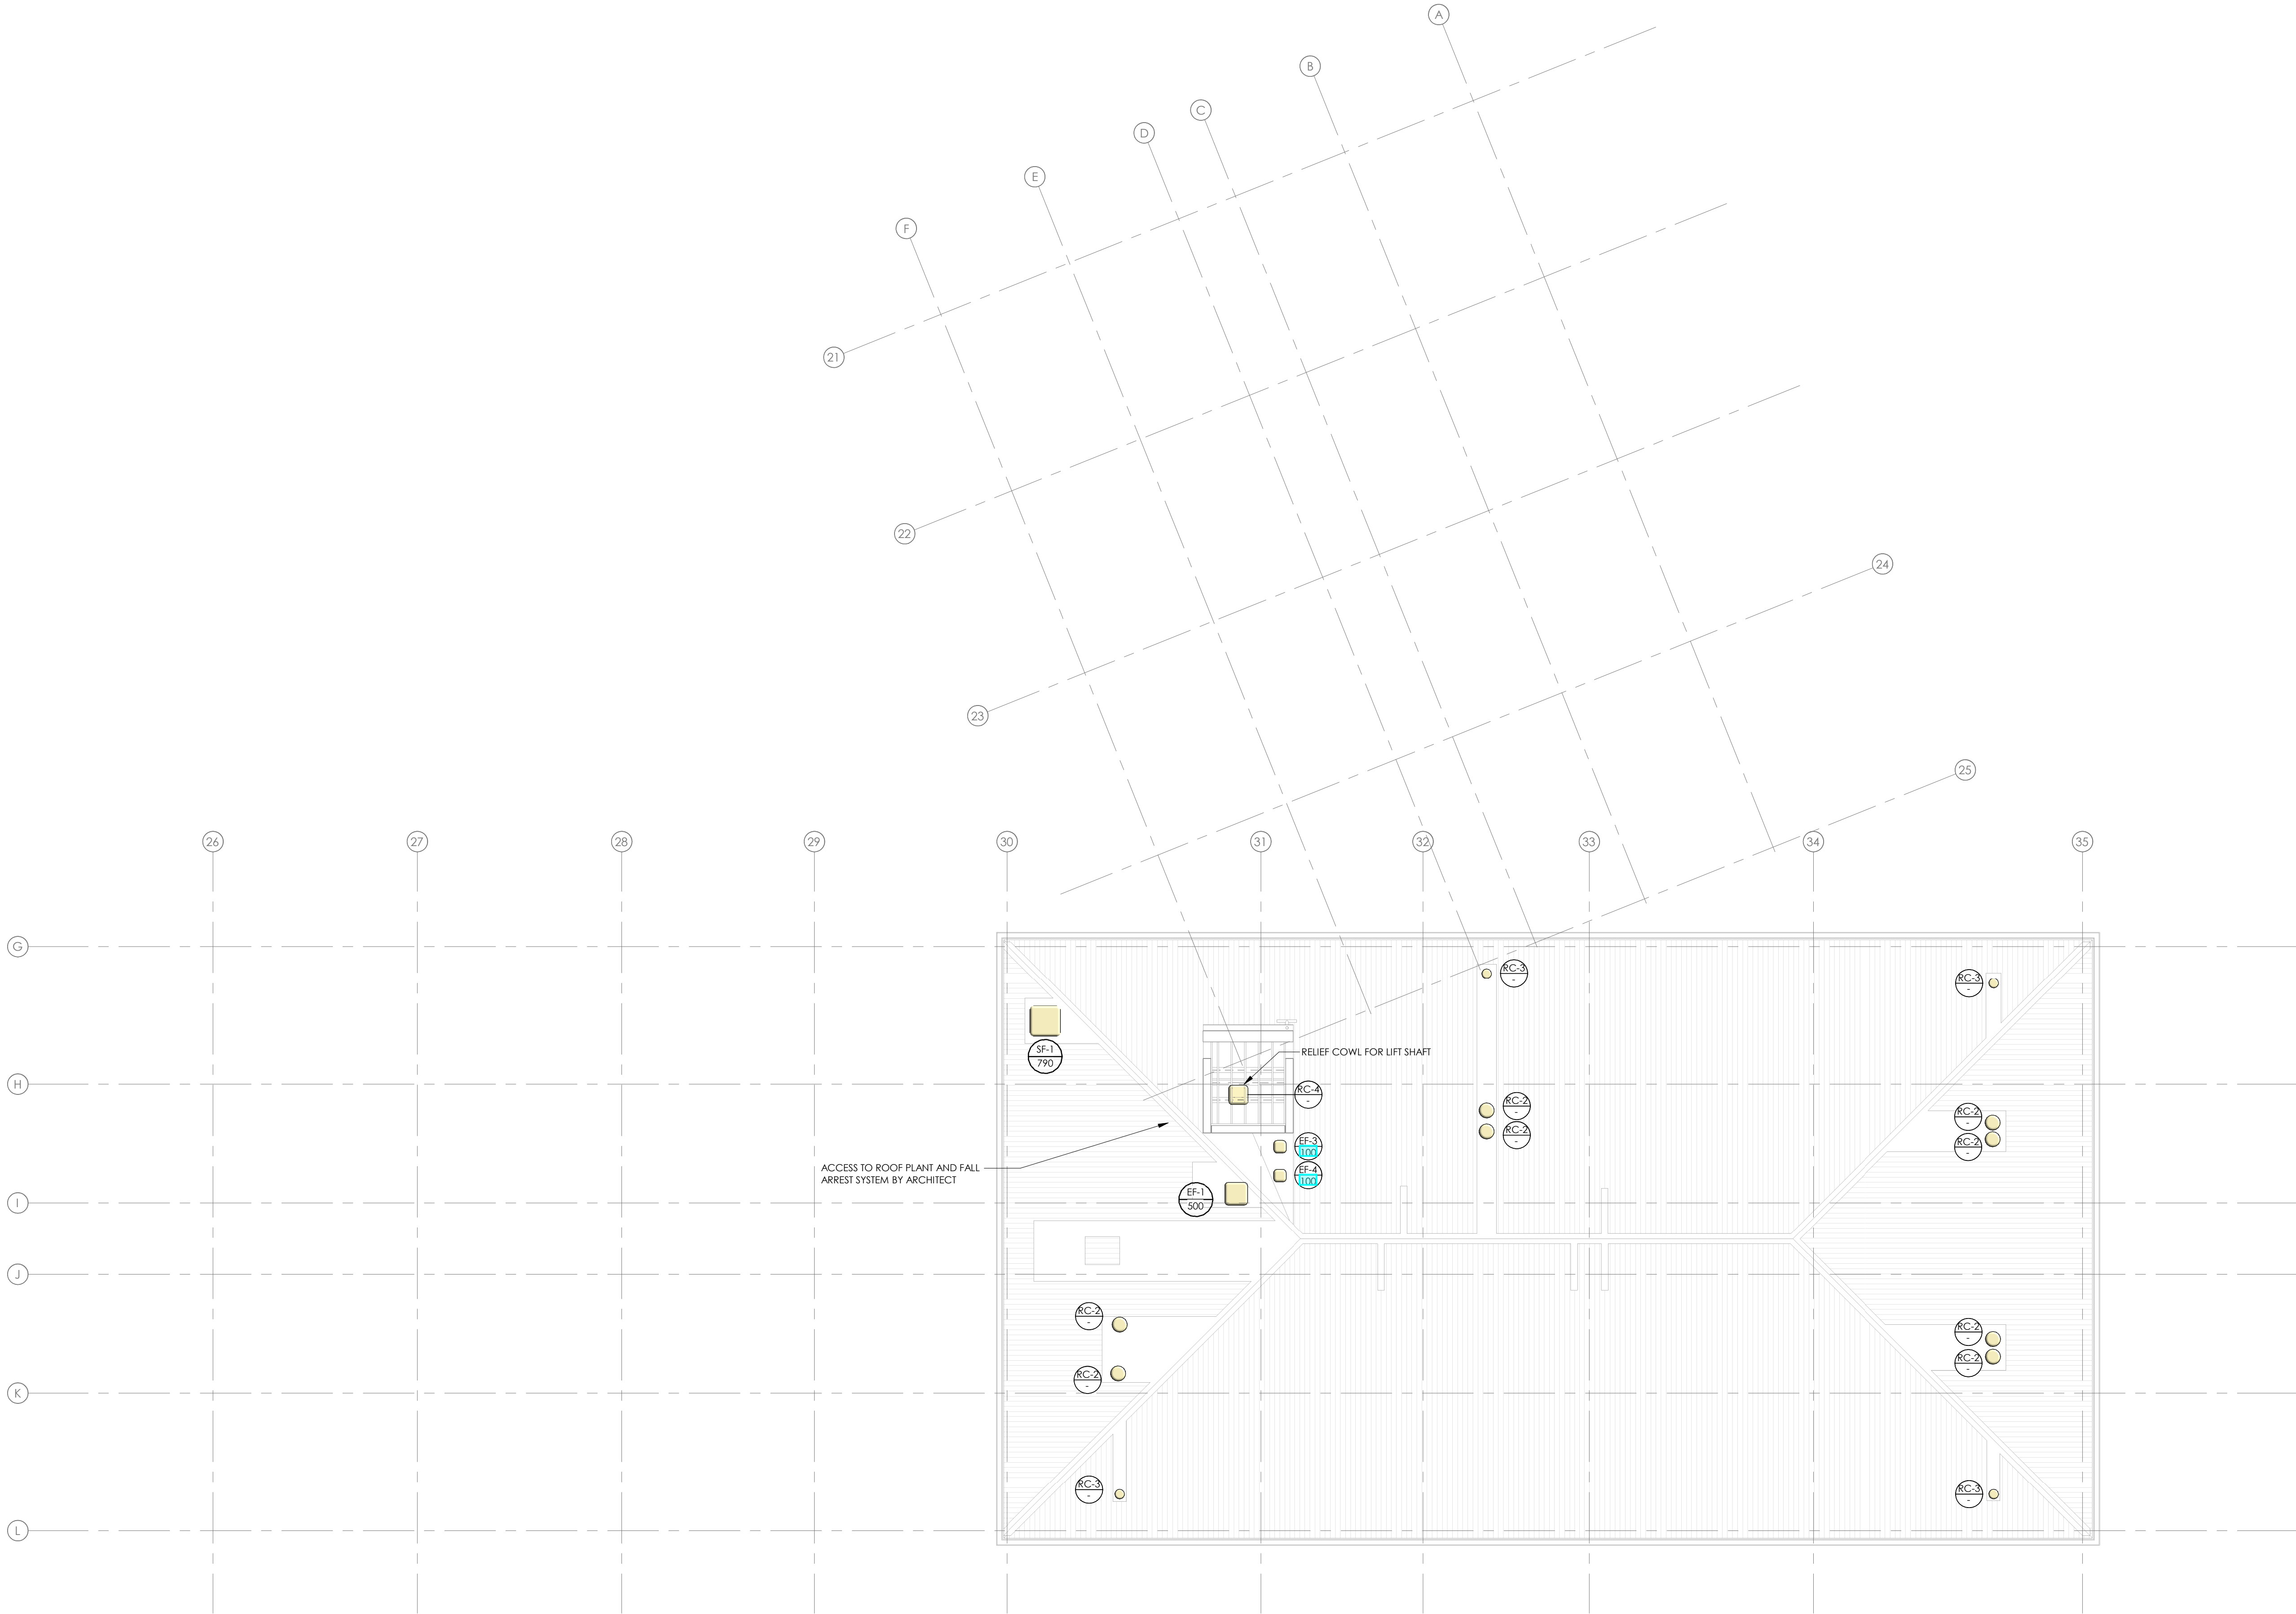 A
B
C
D
E
F
21
22
24
23
25
26
27
28
29
30
31
32
33
34
35
G
RC-3
-
RC-3
-
SF-1
790
RELIEF COWL FOR LIFT SHAFT
H
RC-4
-
RC-2
-
RC-2
-
RC-2
-
RC-2
-
EF-3
100
EF-4
100
ACCESS TO ROOF PLANT AND FALL
ARREST SYSTEM BY ARCHITECT
EF-1
500
I
J
RC-2
-
RC-2
-
RC-2
-
RC-2
-
K
RC-3
-
RC-3
-
L